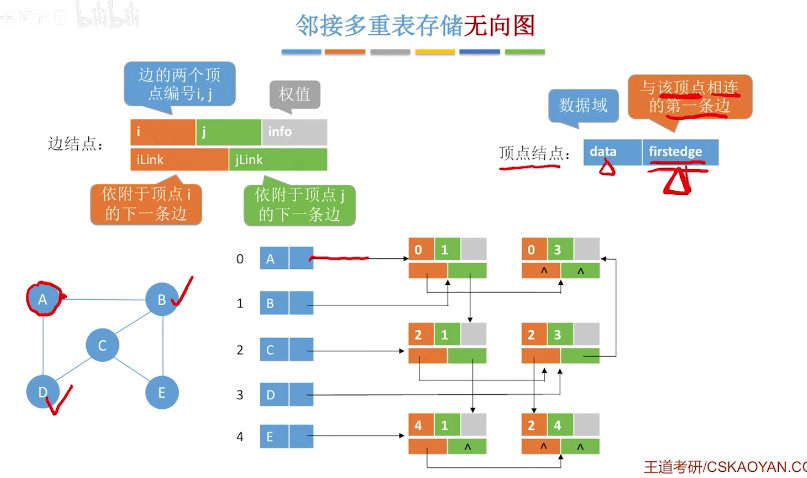 邻接多重表存储无向图
bilibili
边的两个顶
点编号i, j
权值
边结点：
i j info
iLink jLink
依附于顶点 i
的下一条边
依附于顶点 j
的下一条边
数据域
与该顶点相连
的第一条边
顶点结点：
data firstedge
0 A 0 1 0 3
^ ^
1 B
2 C 2 1 2 3
3 D
4 E 4 1 2 4
^ ^ ^
A B
C
D E
王道考研/CSKAOYAN.CO